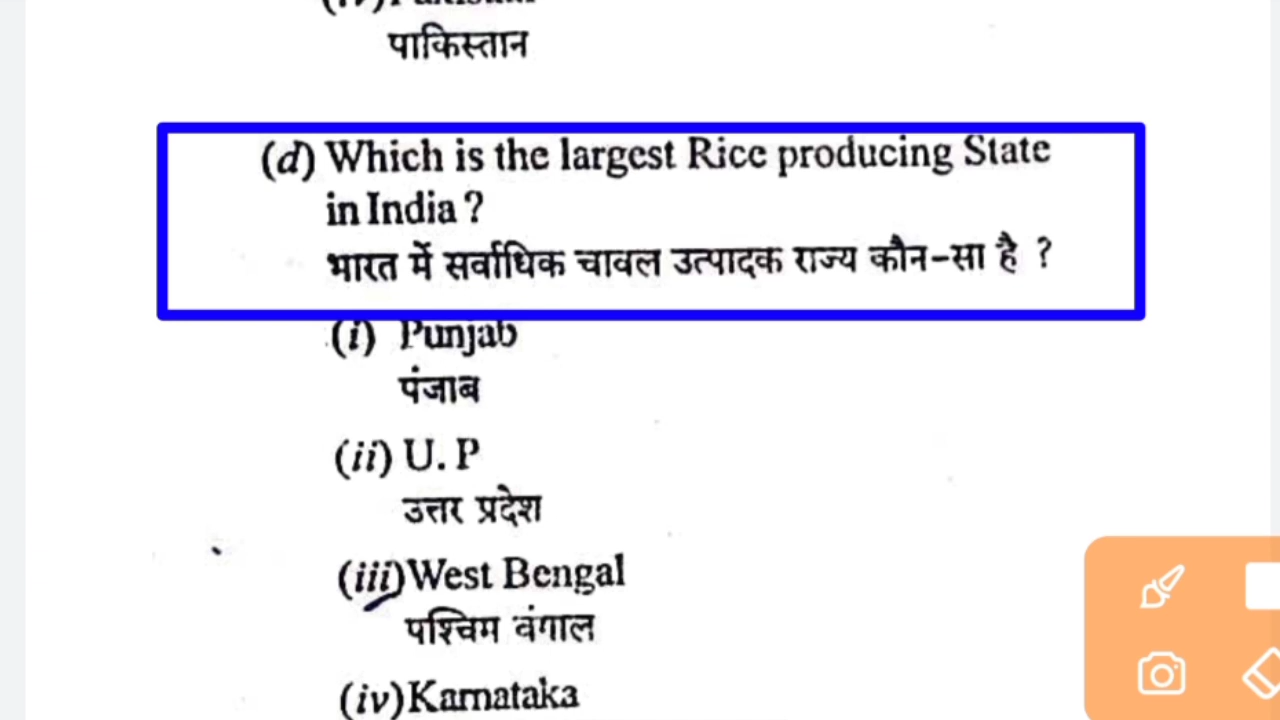 पाकिस्तान
(d) Which is the largest Rice producing State
in India ?
भारत में सर्वाधिक चावल उत्पादक राज्य कौन-सा है ?
(i) Punjab
पंजाब
(ii) U. P
उत्तर प्रदेश
(iii) West Bengal
पश्चिम बंगाल
(iv) Karnataka